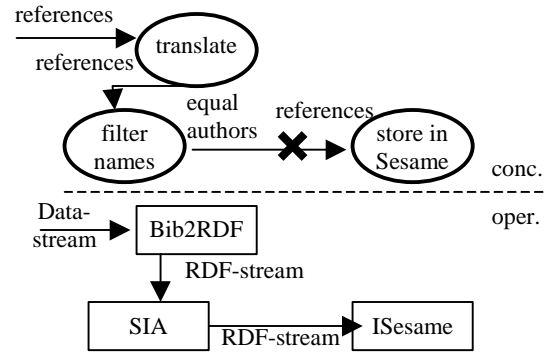 references
translate
references
equal
authors
references
filter
names
store in
Sesame
conc.
oper.
Data-
stream
Bib2RDF
RDF-stream
SIA
RDF-stream
ISesame